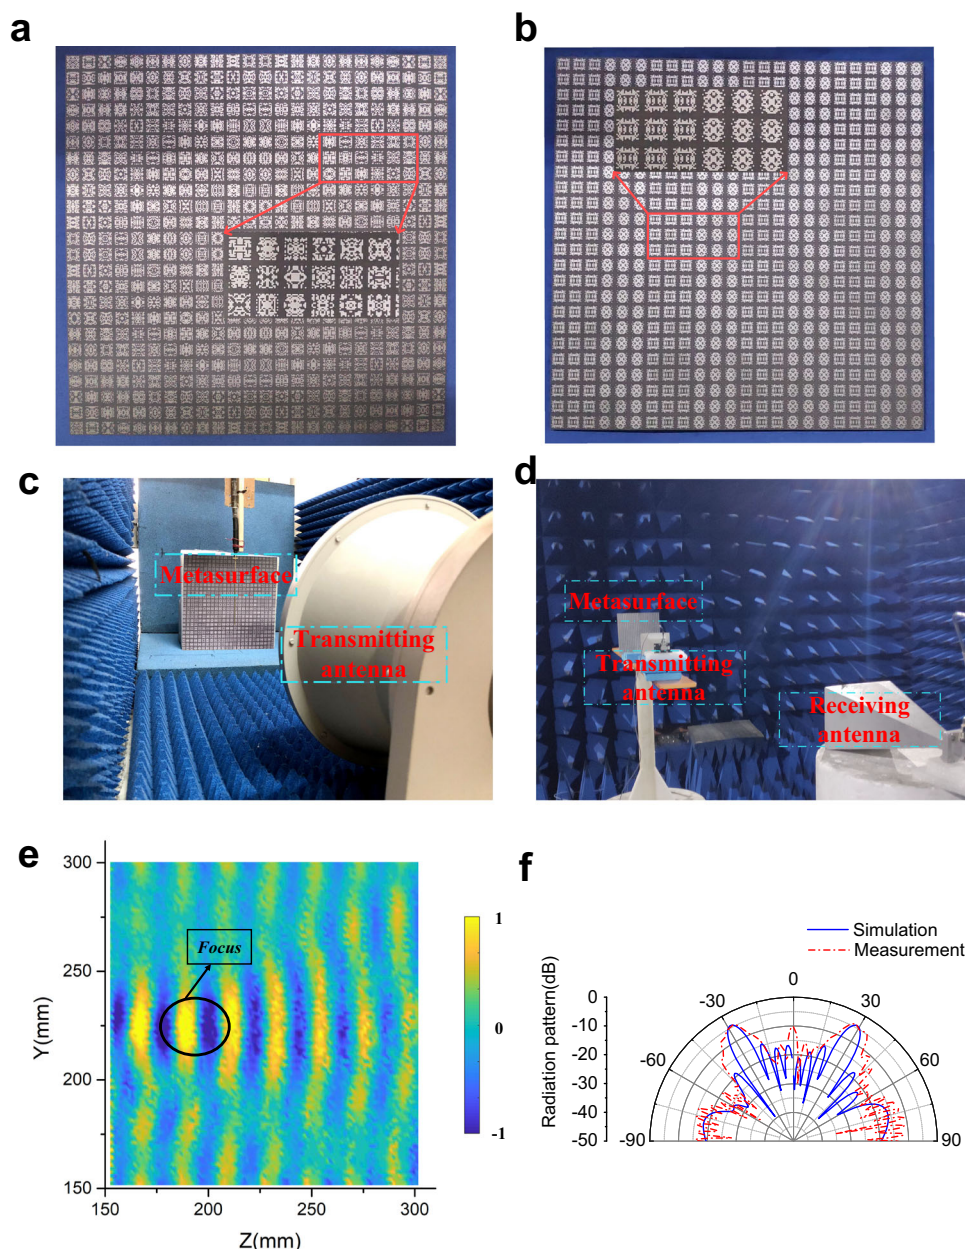 a
b
c
Metasurface
Transmitting
antenna
d
Metasurface
Transmitting
antenna
Receiving
antenna
e
300
250
200
150
Y(mm)
150
200
250
300
Z(mm)
Focus
1
0
-1
f
Simulation
Measurement
Radiation pattern(dB)
0
-10
-20
-30
-40
-50
-90
-60
-30
0
30
60
90